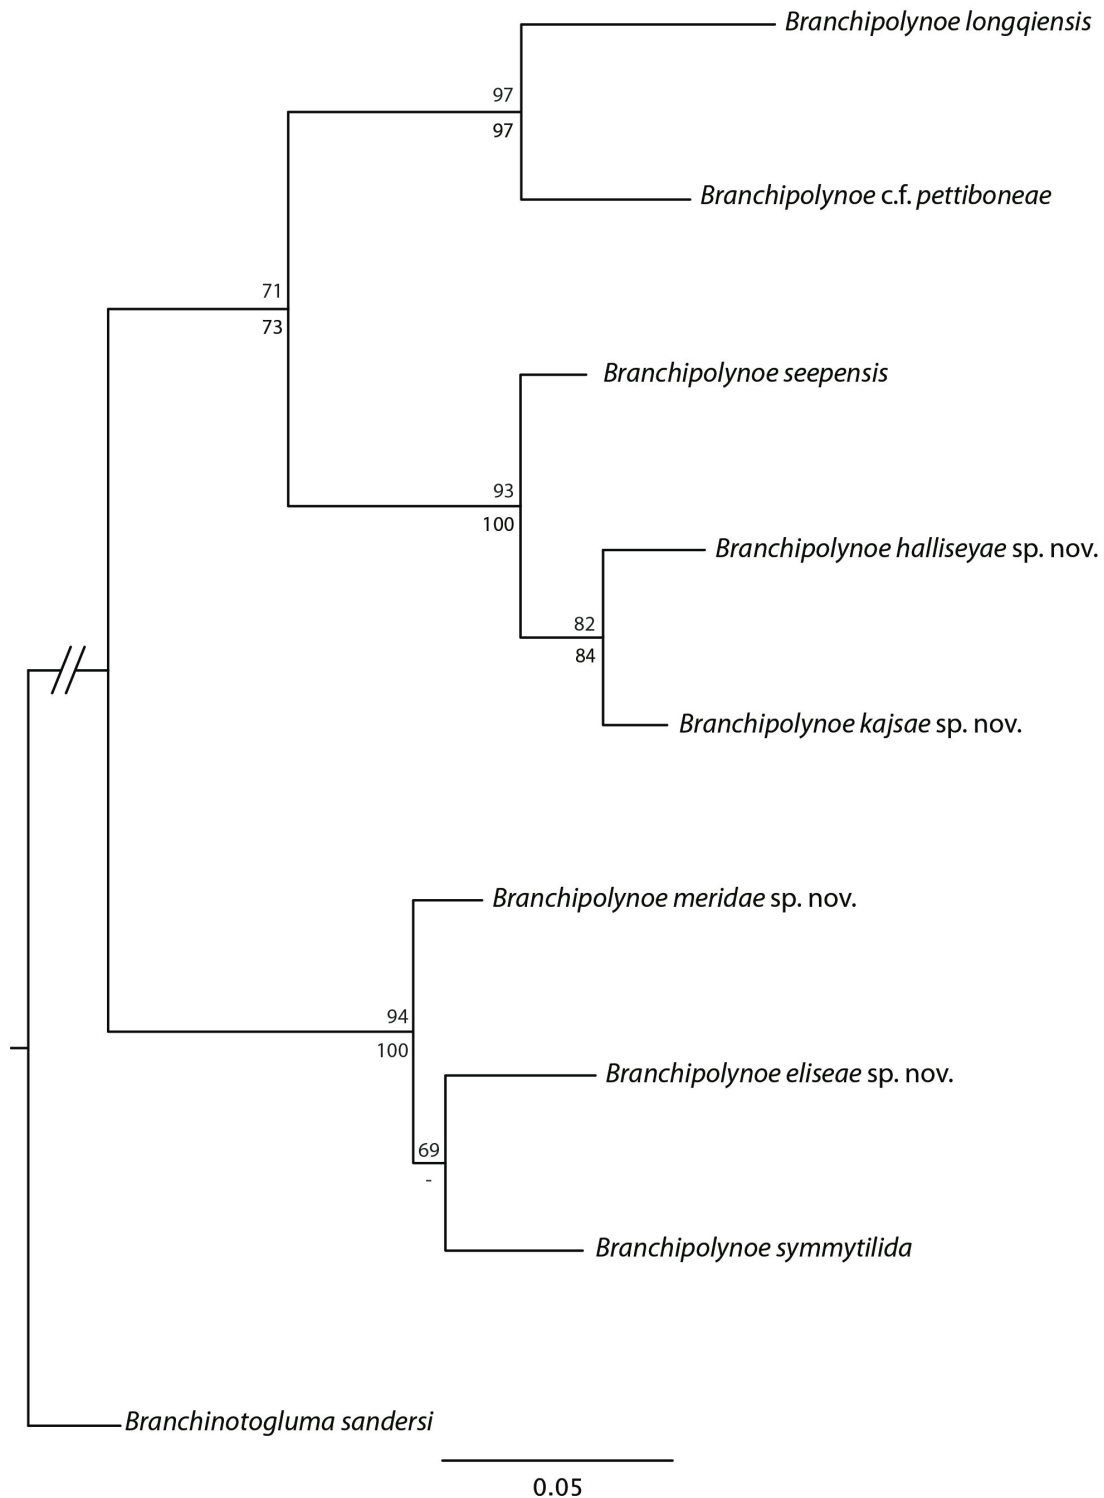 Branchipolynoe longqiensis
97
97
Branchipolynoe c.f. pettiboneae
71
73
Branchipolynoe seepensis
93
100
Branchipolynoe halliseyae sp. nov.
82
84
Branchipolynoe kajsae sp. nov.
Branchipolynoe meridae sp. nov.
94
100
Branchipolynoe eliseae sp. nov.
69
-
Branchipolynoe symmytilida
Branchinotogluma sandersi
0.05